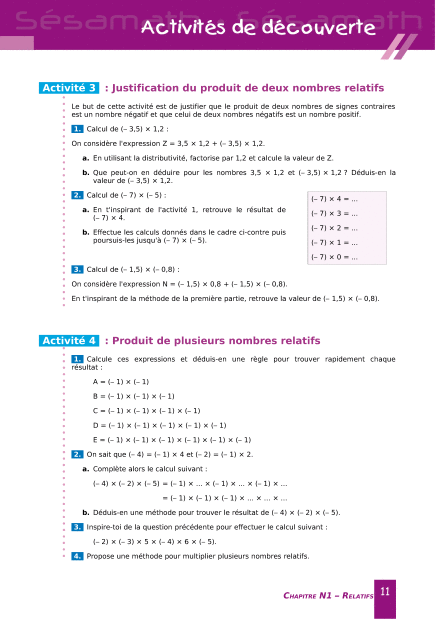 Sésamath Sésamath
Activités de découverte
Activité 3 : Justification du produit de deux nombres relatifs
Le but de cette activité est de justifier que le produit de deux nombres de signes contraires
est un nombre négatif et que celui de deux nombres négatifs est un nombre positif.
1. Calcul de (– 3,5) × 1,2 :
On considère l'expression Z = 3,5 × 1,2 + (– 3,5) × 1,2.
a. En utilisant la distributivité, factorise par 1,2 et calcule la valeur de Z.
b. Que peut-on en déduire pour les nombres 3,5 × 1,2 et (– 3,5) × 1,2 ? Déduis-en la
valeur de (– 3,5) × 1,2.
2. Calcul de (– 7) × (– 5) :
a. En t'inspirant de l'activité 1, retrouve le résultat de
(– 7) × 4.
b. Effectue les calculs donnés dans le cadre ci-contre puis
poursuis-les jusqu'à (– 7) × (– 5).
(– 7) × 4 = ...
(– 7) × 3 = ...
(– 7) × 2 = ...
(– 7) × 1 = ...
(– 7) × 0 = ...
3. Calcul de (– 1,5) × (– 0,8) :
On considère l'expression N = (– 1,5) × 0,8 + (– 1,5) × (– 0,8).
En t'inspirant de la méthode de la première partie, retrouve la valeur de (– 1,5) × (– 0,8).
Activité 4 : Produit de plusieurs nombres relatifs
1. Calcule ces expressions et déduis-en une règle pour trouver rapidement chaque
résultat :
A = (– 1) × (– 1)
B = (– 1) × (– 1) × (– 1)
C = (– 1) × (– 1) × (– 1) × (– 1)
D = (– 1) × (– 1) × (– 1) × (– 1) × (– 1)
E = (– 1) × (– 1) × (– 1) × (– 1) × (– 1) × (– 1)
2. On sait que (– 4) = (– 1) × 4 et (– 2) = (– 1) × 2.
a. Complète alors le calcul suivant :
(– 4) × (– 2) × (– 5) = (– 1) × ... × (– 1) × ... × (– 1) × ...
= (– 1) × (– 1) × (– 1) × ... × ... × ...
b. Déduis-en une méthode pour trouver le résultat de (– 4) × (– 2) × (– 5).
3. Inspire-toi de la question précédente pour effectuer le calcul suivant :
(– 2) × (– 3) × 5 × (– 4) × 6 × (– 5).
4. Propose une méthode pour multiplier plusieurs nombres relatifs.
Chapitre N1 – Relatifs 11